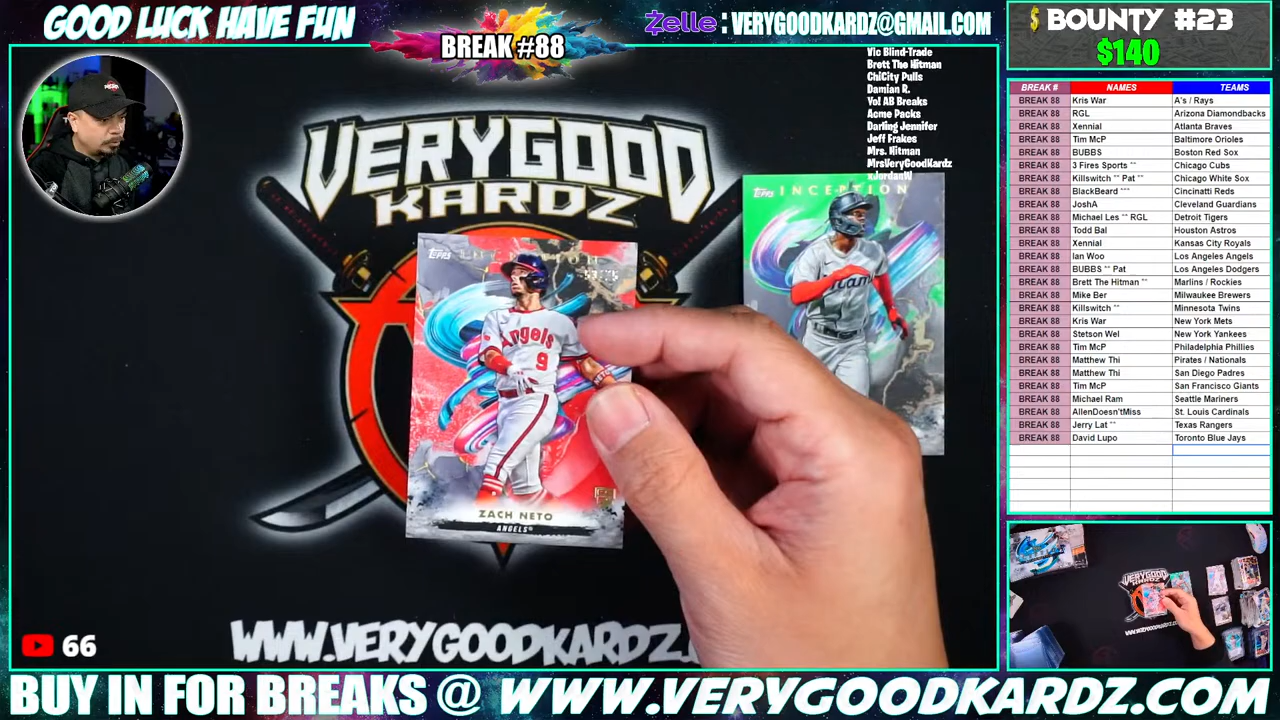 GOOD LUCK HAVE FUN
BREAK #88
Zelle : VERYGOODKARDZ@GMAIL.COM
$ BOUNTY #23
$140
Vic Blind-Trade
Brett The Hitman
ChiCity Pulls
Damian R.
Yol AB Breaks
Acme Packs
Darling Jennifer
Jeff Frakes
Mrs. Hitman
MrsVeryGoodKardz
xJordanW
VERYGOOD
KARDZ
TOPPS INCEPTION
TOPPS
Angels
9
ZACH NETO
ANGELS
BREAK # NAMES TEAMS
BREAK 88 Kris War A's / Rays
BREAK 88 RGL Arizona Diamondbacks
BREAK 88 Xennial Atlanta Braves
BREAK 88 Tim McP Baltimore Orioles
BREAK 88 BUBBS Boston Red Sox
BREAK 88 3 Fires Sports ** Chicago Cubs
BREAK 88 Killswitch ** Pat ** Chicago White Sox
BREAK 88 BlackBeard *** Cincinatti Reds
BREAK 88 JoshA Cleveland Guardians
BREAK 88 Michael Les ** RGL Detroit Tigers
BREAK 88 Todd Bal Houston Astros
BREAK 88 Xennial Kansas City Royals
BREAK 88 Ian Woo Los Angeles Angels
BREAK 88 BUBBS ** Pat Los Angeles Dodgers
BREAK 88 Brett The Hitman ** Marlins / Rockies
BREAK 88 Mike Ber Milwaukee Brewers
BREAK 88 Killswitch ** Minnesota Twins
BREAK 88 Kris War New York Mets
BREAK 88 Stetson Wel New York Yankees
BREAK 88 Tim McP Philadelphia Phillies
BREAK 88 Matthew Thi Pirates / Nationals
BREAK 88 Matthew Thi San Diego Padres
BREAK 88 Tim McP San Francisco Giants
BREAK 88 Michael Ram Seattle Mariners
BREAK 88 AllenDoesn'tMiss St. Louis Cardinals
BREAK 88 Jerry Lat ** Texas Rangers
BREAK 88 David Lupo Toronto Blue Jays
66
WWW.VERYGOODKARDZ.
BUY IN FOR BREAKS @ WWW.VERYGOODKARDZ.COM